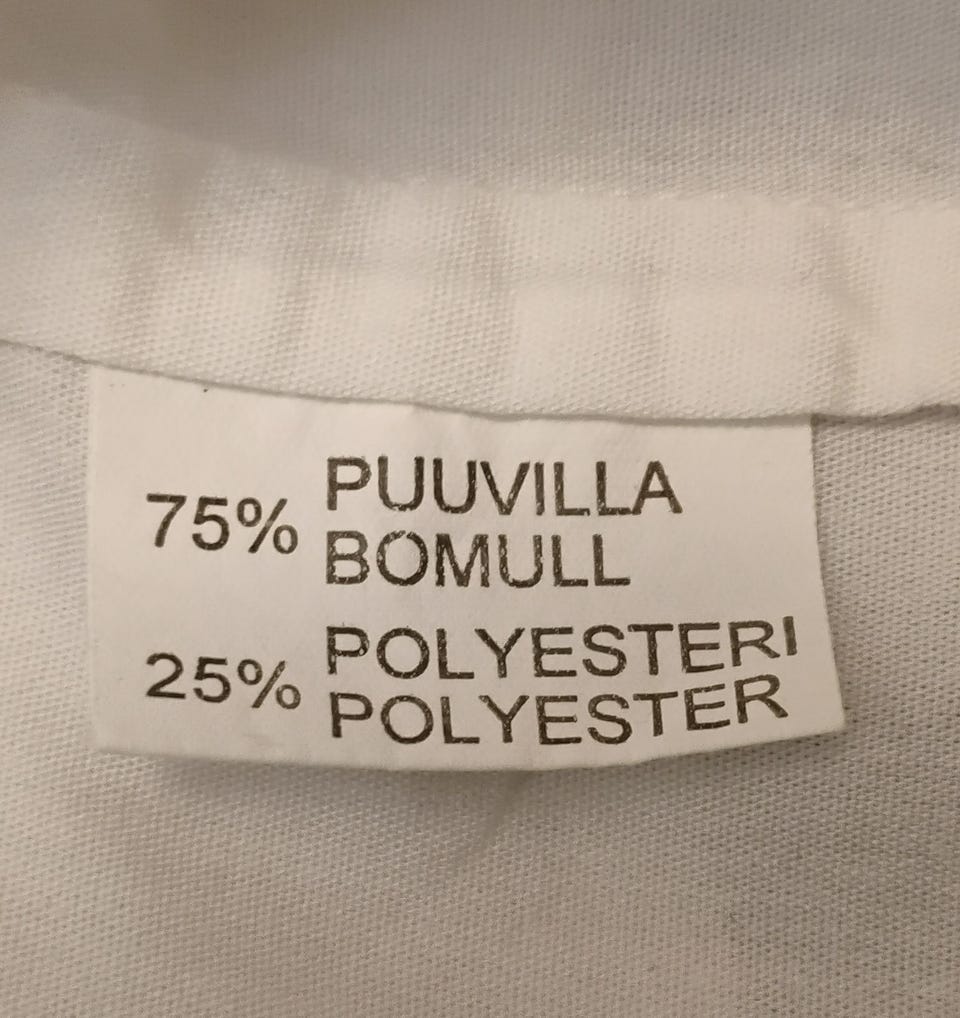 75% PUUVILLA
BOMULL
25% POLYESTERI
POLYESTER